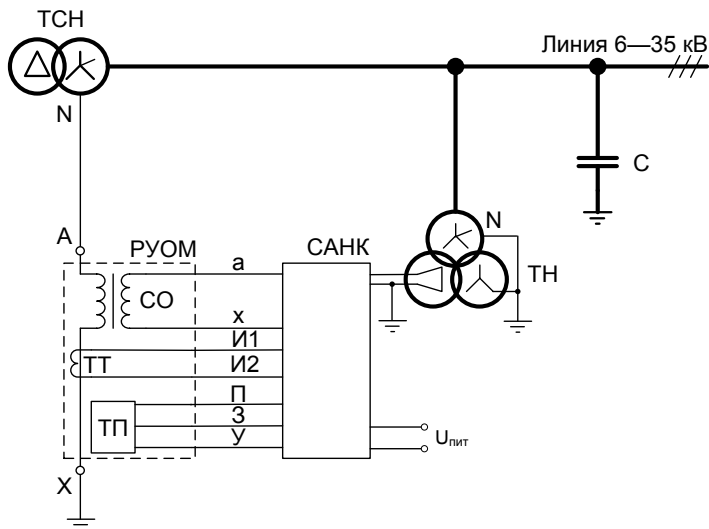 ТСН
Линия 6—35 кВ
N
С
А
РУОМ
САНК
N
а
ТН
СО
х
И1
ТТ
И2
П
ТП
З
У
Uпит
Х